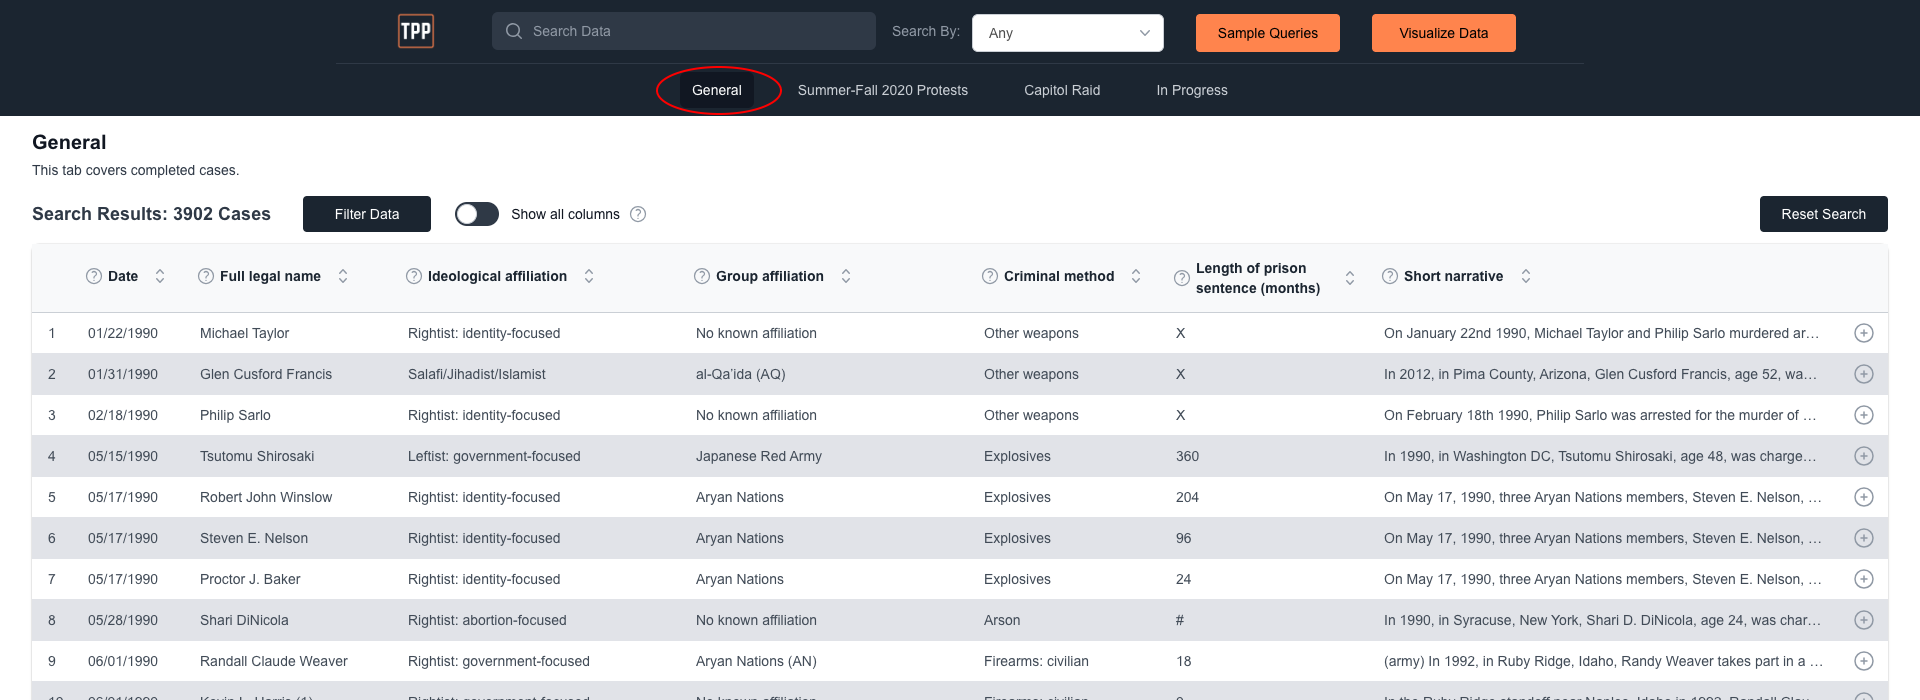 TPP Search Data Search By: Any Sample Queries Visualize Data
General Summer-Fall 2020 Protests Capitol Raid In Progress
General
This tab covers completed cases.
Search Results: 3902 Cases Filter Data Show all columns ? Reset Search
? Date ? Full legal name ? Ideological affiliation ? Group affiliation ? Criminal method ? Length of prison sentence (months) ? Short narrative
1 01/22/1990 Michael Taylor Rightist: identity-focused No known affiliation Other weapons X On January 22nd 1990, Michael Taylor and Philip Sarlo murdered ar…
2 01/31/1990 Glen Cusford Francis Salafi/Jihadist/Islamist al-Qa’ida (AQ) Other weapons X In 2012, in Pima County, Arizona, Glen Cusford Francis, age 52, wa…
3 02/18/1990 Philip Sarlo Rightist: identity-focused No known affiliation Other weapons X On February 18th 1990, Philip Sarlo was arrested for the murder of …
4 05/15/1990 Tsutomu Shirosaki Leftist: government-focused Japanese Red Army Explosives 360 In 1990, in Washington DC, Tsutomu Shirosaki, age 48, was charge…
5 05/17/1990 Robert John Winslow Rightist: identity-focused Aryan Nations Explosives 204 On May 17, 1990, three Aryan Nations members, Steven E. Nelson, …
6 05/17/1990 Steven E. Nelson Rightist: identity-focused Aryan Nations Explosives 96 On May 17, 1990, three Aryan Nations members, Steven E. Nelson, …
7 05/17/1990 Proctor J. Baker Rightist: identity-focused Aryan Nations Explosives 24 On May 17, 1990, three Aryan Nations members, Steven E. Nelson, …
8 05/28/1990 Shari DiNicola Rightist: abortion-focused No known affiliation Arson # In 1990, in Syracuse, New York, Shari D. DiNicola, age 24, was char…
9 06/01/1990 Randall Claude Weaver Rightist: government-focused Aryan Nations (AN) Firearms: civilian 18 (army) In 1992, in Ruby Ridge, Idaho, Randy Weaver takes part in a …